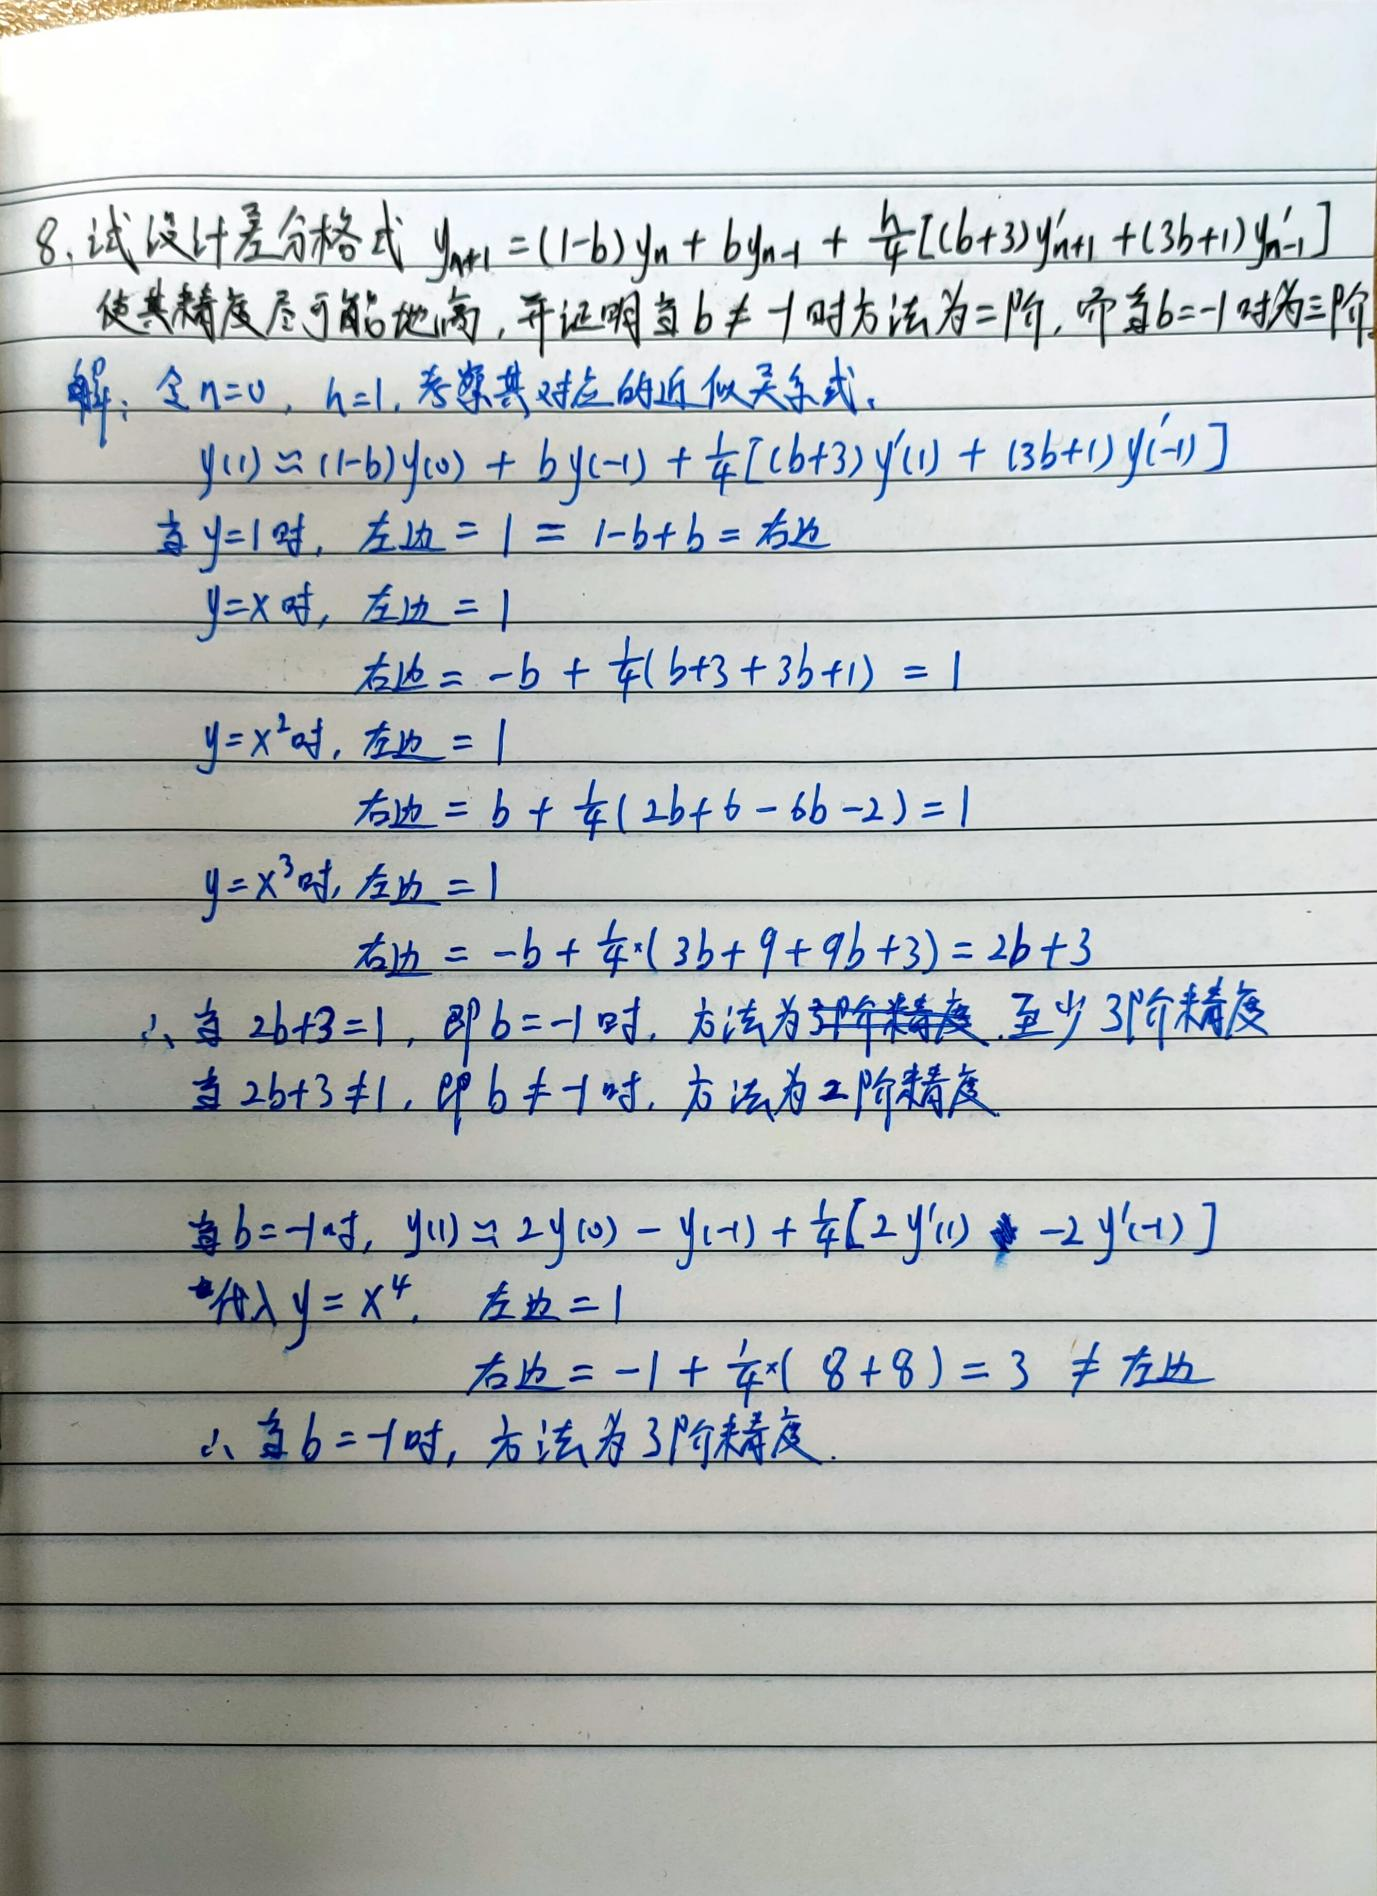 8. 试设计差分格式 yₙ₊₁ = (1-b)yₙ + byₙ₋₁ + h/4[(b+3)y′ₙ₊₁ + (3b+1)y′ₙ₋₁]
使其精度尽可能地高, 并证明当b≠-1时方法为二阶, 而当b=-1时为三阶.
解: 令n=0, h=1, 考察其对应的近似关系式.
y(1)≈(1-b)y(0) + by(-1) + 1/4[(b+3)y′(1) + (3b+1)y′(-1)]
当y=1时, 左边 = 1 = 1-b+b = 右边
y=x时, 左边 = 1
右边 = -b + 1/4(b+3+3b+1) = 1
y=x²时, 左边 = 1
右边 = b + 1/4(2b+6-6b-2) = 1
y=x³时, 左边 = 1
右边 = -b + 1/4×(3b+9+9b+3) = 2b+3
∴ 当 2b+3=1, 即b=-1时, 方法为3阶精度. 至少3阶精度
当 2b+3≠1, 即b≠-1时, 方法为2阶精度
当b=-1时, y(1)≈2y(0) - y(-1) + 1/4[2y′(1) -2y′(-1)]
代入y=x⁴, 左边=1
右边 = -1 + 1/4×(8+8) = 3 ≠ 左边
∴ 当b=-1时, 方法为3阶精度.